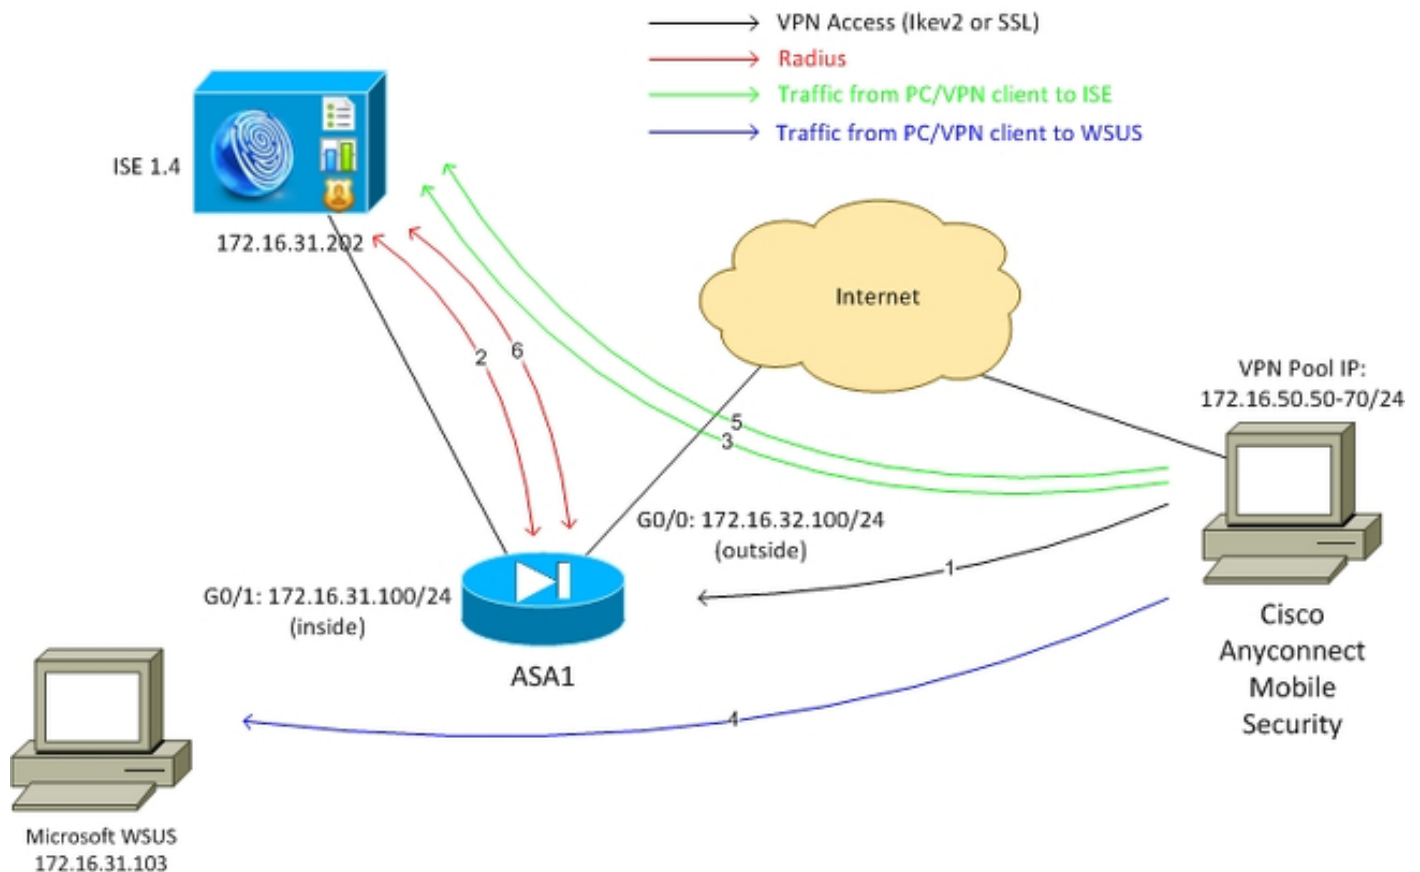 VPN Access (Ikev2 or SSL)
Radius
Traffic from PC/VPN client to ISE
Traffic from PC/VPN client to WSUS
ISE 1.4
172.16.31.202
Internet
2
6
VPN Pool IP:
172.16.50.50-70/24
5
3
G0/0: 172.16.32.100/24
(outside)
1
G0/1: 172.16.31.100/24
(inside)
ASA1
Cisco
Anyconnect
Mobile
Security
4
Microsoft WSUS
172.16.31.103